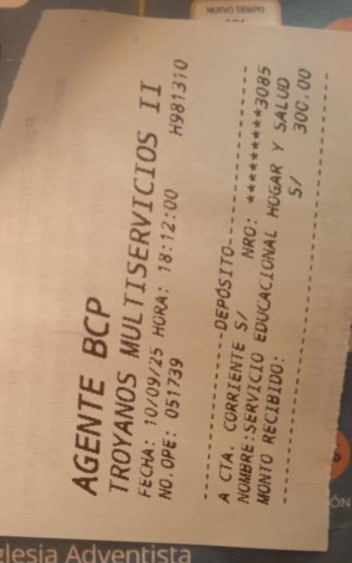 NUEVO TIEMPO
AGENTE BCP
TROYANOS MULTISERVICIOS II
FECHA: 10/09/25 HORA: 18:12:00 H981310
NO.OPE: 051739
----------------DEPOSITO----------------
A CTA. CORRIENTE S/ NRO: *********3085
NOMBRE:SERVICIO EDUCACIONAL HOGAR Y SALUD
MONTO RECIBIDO: S/ 300.00
----------------------------------------
glesia Adventista